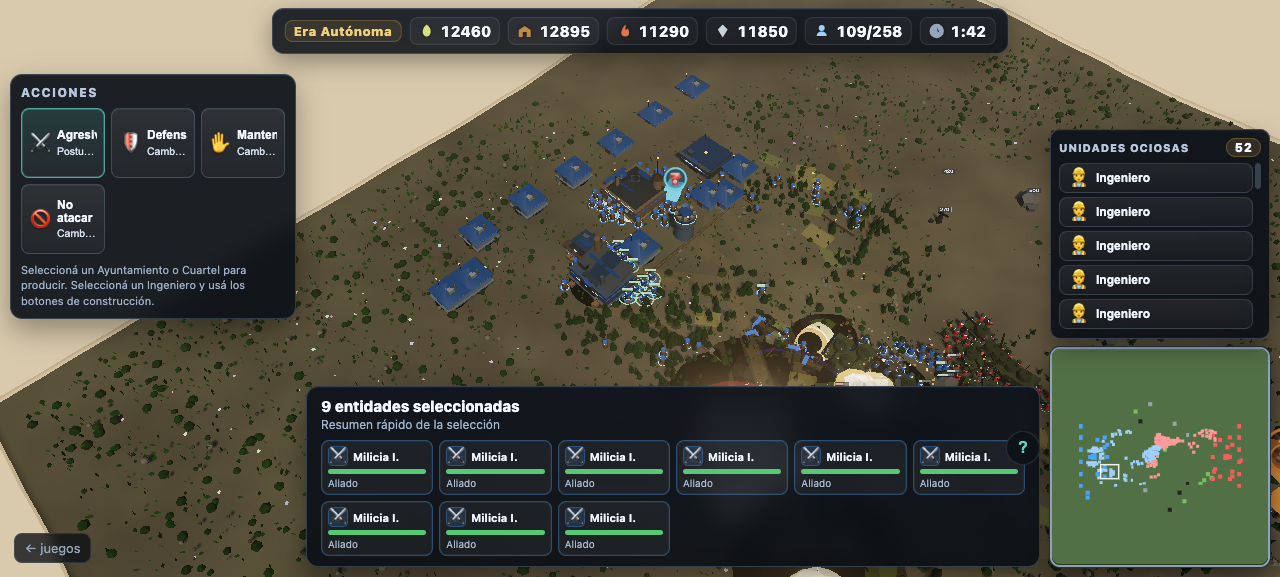 Era Autónoma
12460
12895
11290
11850
109/258
1:42
ACCIONES
Agresiv
Postu...
Defens
Camb...
Manten
Camb...
No
atacar
Camb...
Seleccioná un Ayuntamiento o Cuartel para
producir. Seleccioná un Ingeniero y usá los
botones de construcción.
UNIDADES OCIOSAS
52
Ingeniero
Ingeniero
Ingeniero
Ingeniero
Ingeniero
9 entidades seleccionadas
Resumen rápido de la selección
Milicia I.
Aliado
Milicia I.
Aliado
Milicia I.
Aliado
Milicia I.
Aliado
Milicia I.
Aliado
Milicia I.
Aliado
Milicia I.
Aliado
Milicia I.
Aliado
Milicia I.
Aliado
?
← juegos